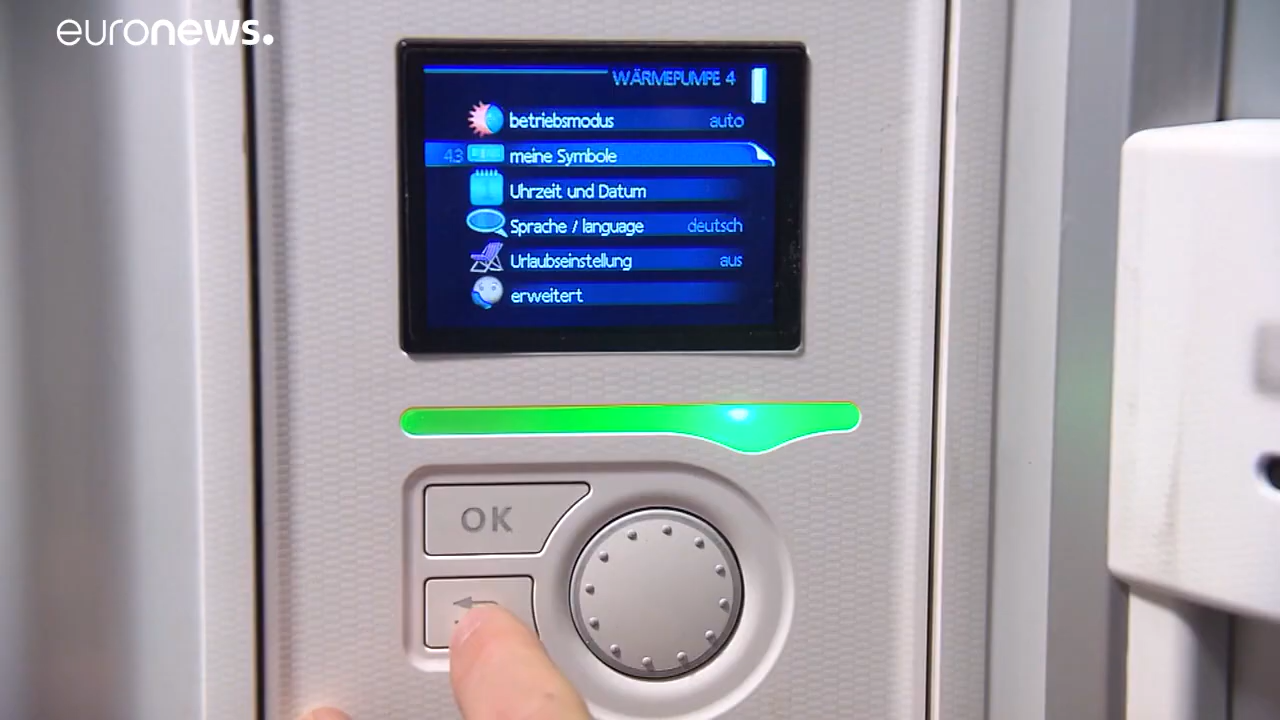 euronews.
WÄRMEPUMPE 4
betriebsmodus auto
4.3 meine Symbole
Uhrzeit und Datum
Sprache / language deutsch
Urlaubseinstellung aus
erweitert
OK